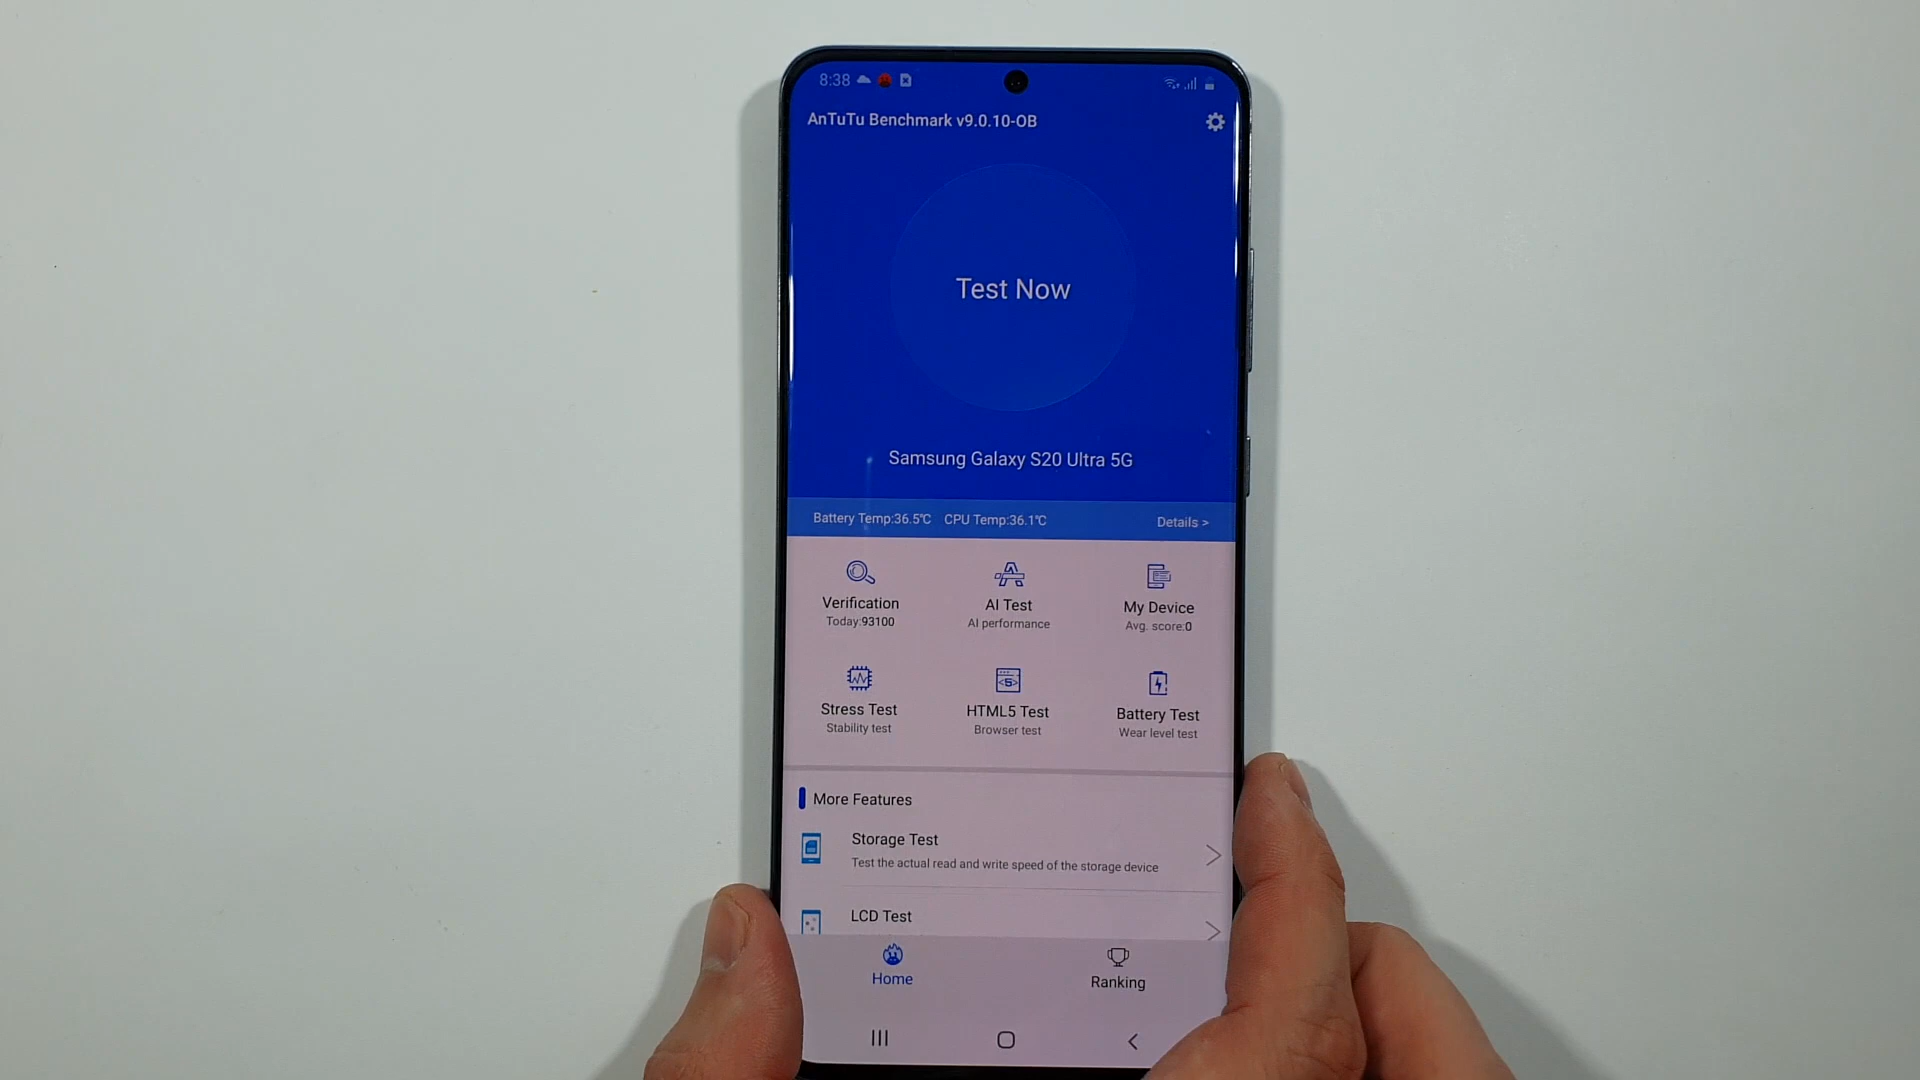 8:38
AnTuTu Benchmark v9.0.10-OB
Test Now
Samsung Galaxy S20 Ultra 5G
Battery Temp:36.5℃ CPU Temp:36.1℃ Details >
Verification AI Test My Device
Today:93100 AI performance Avg. score:0
Stress Test HTML5 Test Battery Test
Stability test Browser test Wear level test
More Features
Storage Test
Test the actual read and write speed of the storage device
LCD Test
Home Ranking